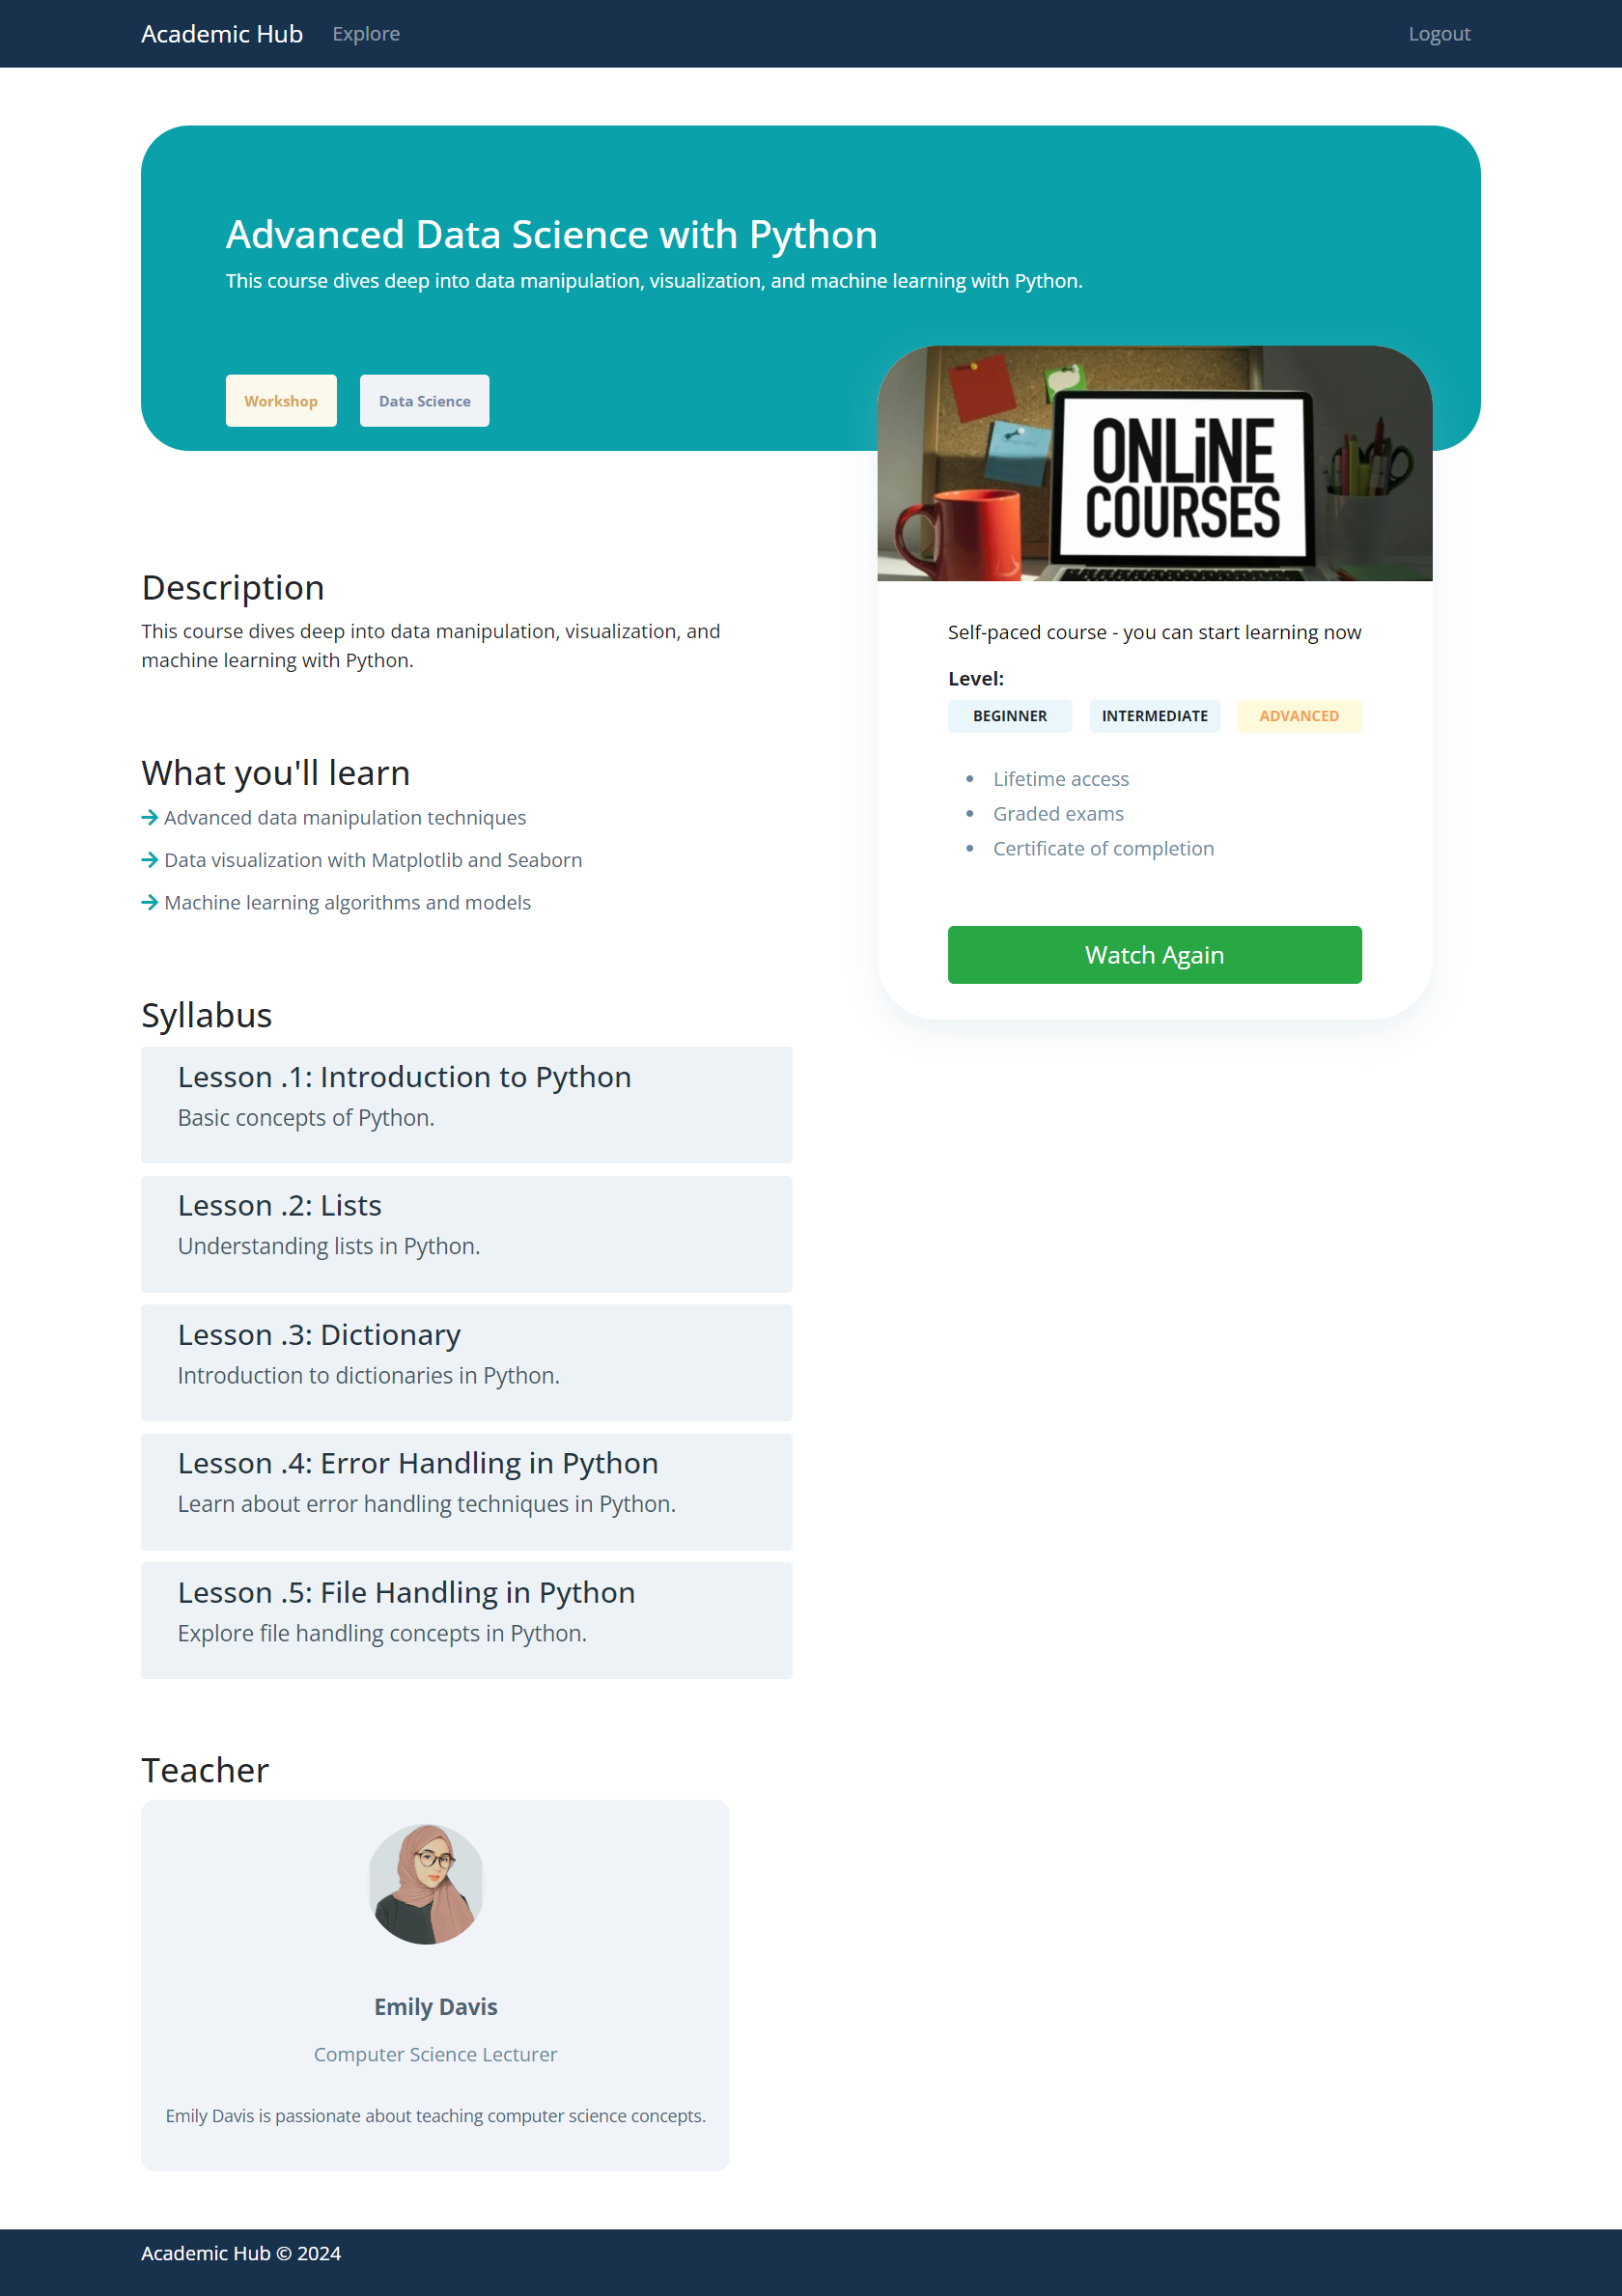 Academic Hub Explore Logout
Advanced Data Science with Python
This course dives deep into data manipulation, visualization, and machine learning with Python.
Workshop Data Science
ONLiNE
COURSES
Description
This course dives deep into data manipulation, visualization, and
machine learning with Python.
What you'll learn
Advanced data manipulation techniques
Data visualization with Matplotlib and Seaborn
Machine learning algorithms and models
Self-paced course - you can start learning now
Level:
BEGINNER INTERMEDIATE ADVANCED
• Lifetime access
• Graded exams
• Certificate of completion
Watch Again
Syllabus
Lesson .1: Introduction to Python
Basic concepts of Python.
Lesson .2: Lists
Understanding lists in Python.
Lesson .3: Dictionary
Introduction to dictionaries in Python.
Lesson .4: Error Handling in Python
Learn about error handling techniques in Python.
Lesson .5: File Handling in Python
Explore file handling concepts in Python.
Teacher
Emily Davis
Computer Science Lecturer
Emily Davis is passionate about teaching computer science concepts.
Academic Hub © 2024